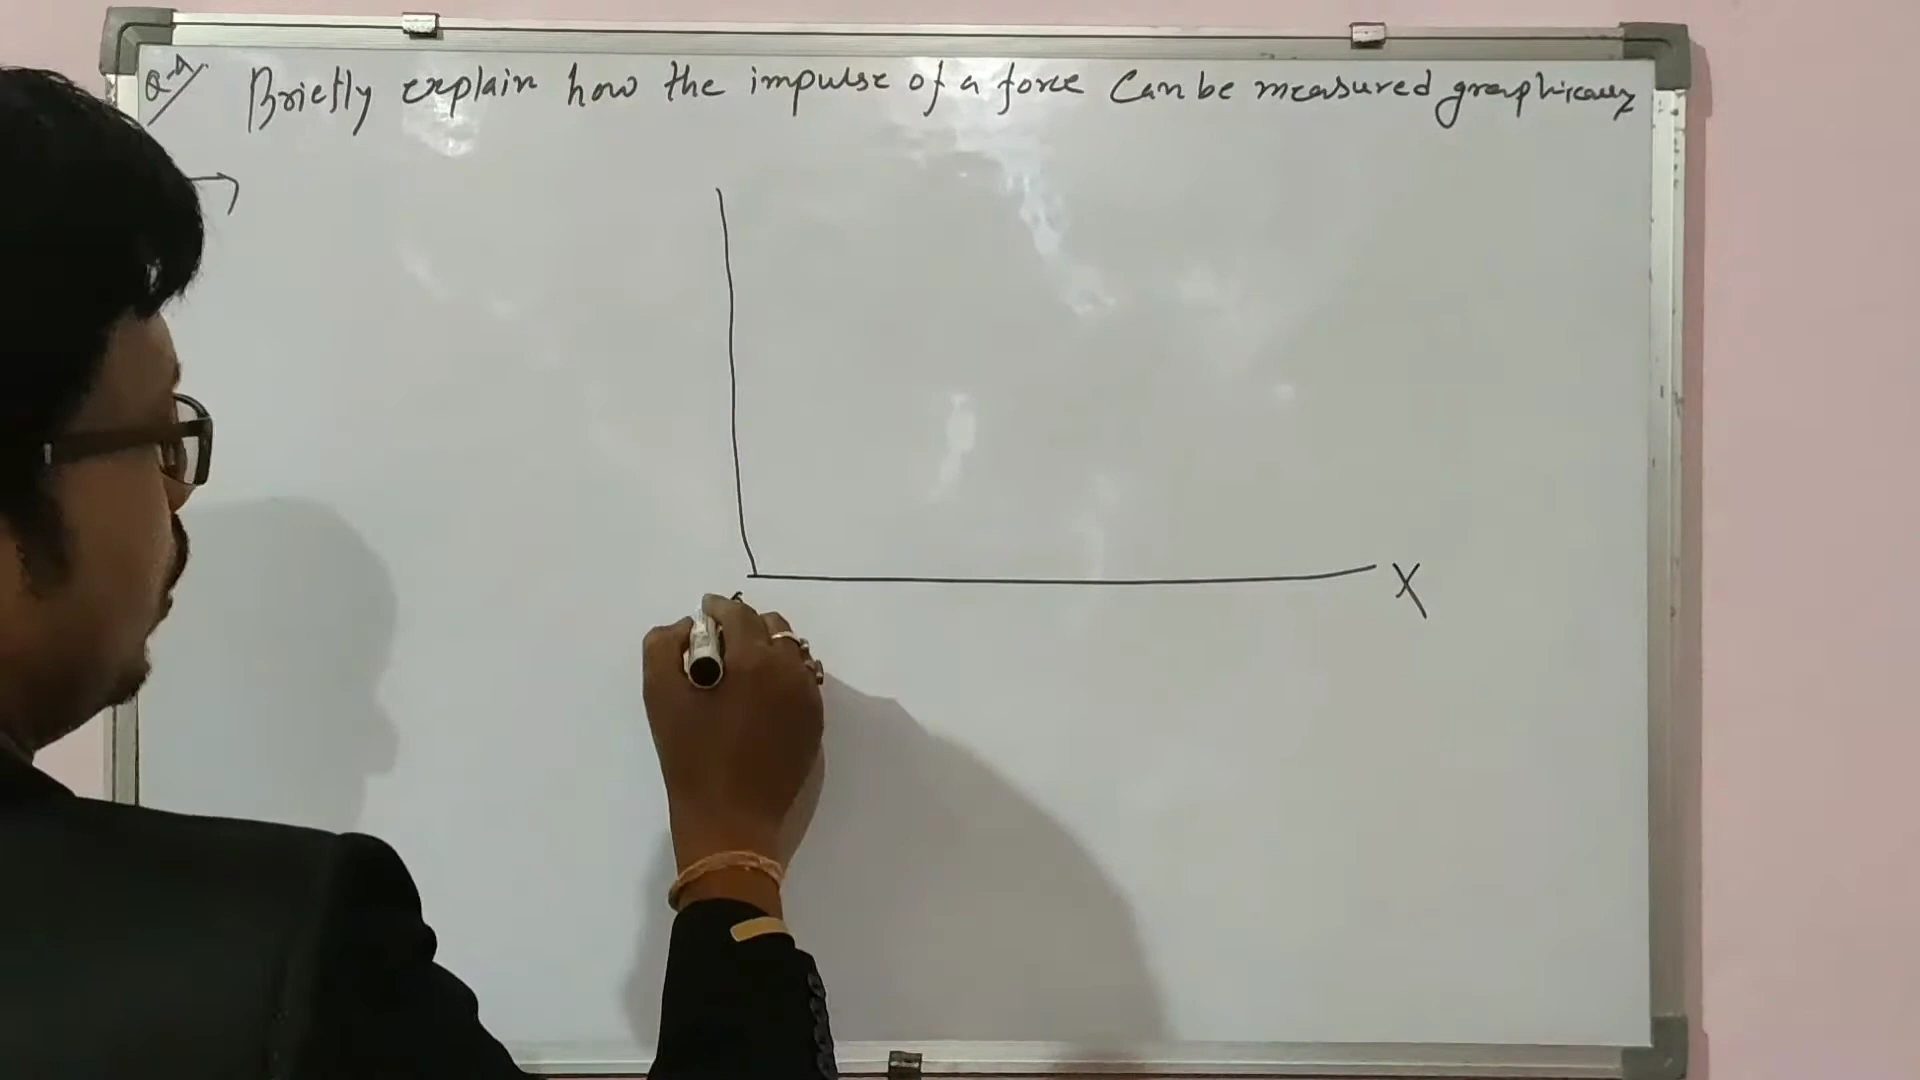 Briefly explain how the impulse of a force Can be measured graphically
X